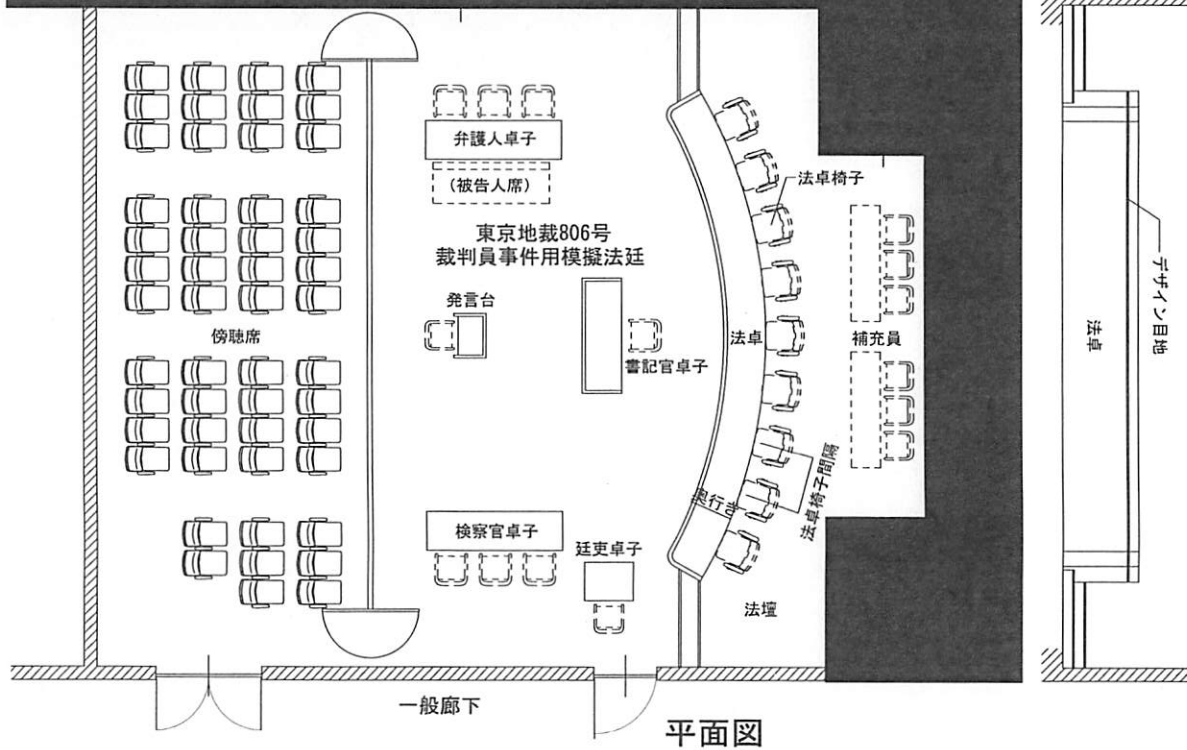 弁護人卓子
(被告人席)
法卓椅子
東京地裁806号
裁判員事件用模擬法廷
発言台
傍聴席
書記官卓子
法卓
補充員
奥行き
法卓椅子間隔
検察官卓子
廷吏卓子
法壇
一般廊下
平面図
法卓
デザイン目地